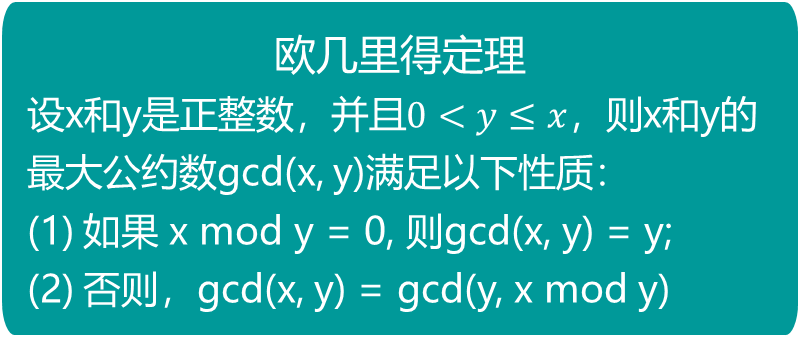 欧几里得定理
设x和y是正整数，并且0 < y ≤ x，则x和y的
最大公约数gcd(x, y)满足以下性质：
(1) 如果 x mod y = 0, 则gcd(x, y) = y;
(2) 否则，gcd(x, y) = gcd(y, x mod y)